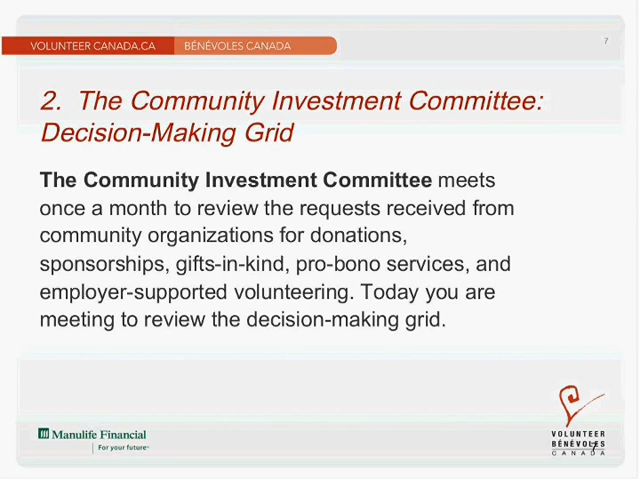 VOLUNTEER CANADA.CA BÉNÉVOLES CANADA
7
2. The Community Investment Committee:
Decision-Making Grid
The Community Investment Committee meets
once a month to review the requests received from
community organizations for donations,
sponsorships, gifts-in-kind, pro-bono services, and
employer-supported volunteering. Today you are
meeting to review the decision-making grid.
Manulife Financial
For your future™
VOLUNTEER
BÉNÉVOLES
CANADA
7